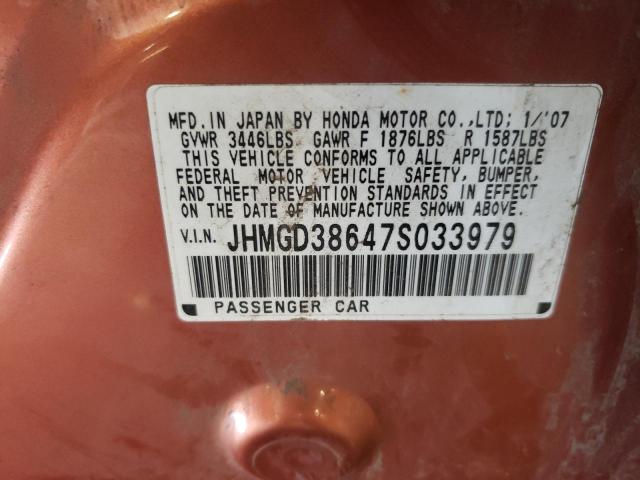 MFD. IN JAPAN BY HONDA MOTOR CO.,LTD; 1/'07
GVWR 3446LBS. GAWR F 1876LBS R 1587LBS
THIS VEHICLE CONFORMS TO ALL APPLICABLE
FEDERAL MOTOR VEHICLE SAFETY, BUMPER,
AND THEFT PREVENTION STANDARDS IN EFFECT
ON THE DATE OF MANUFACTURE SHOWN ABOVE.
V.I.N. JHMGD38647S033979
PASSENGER CAR